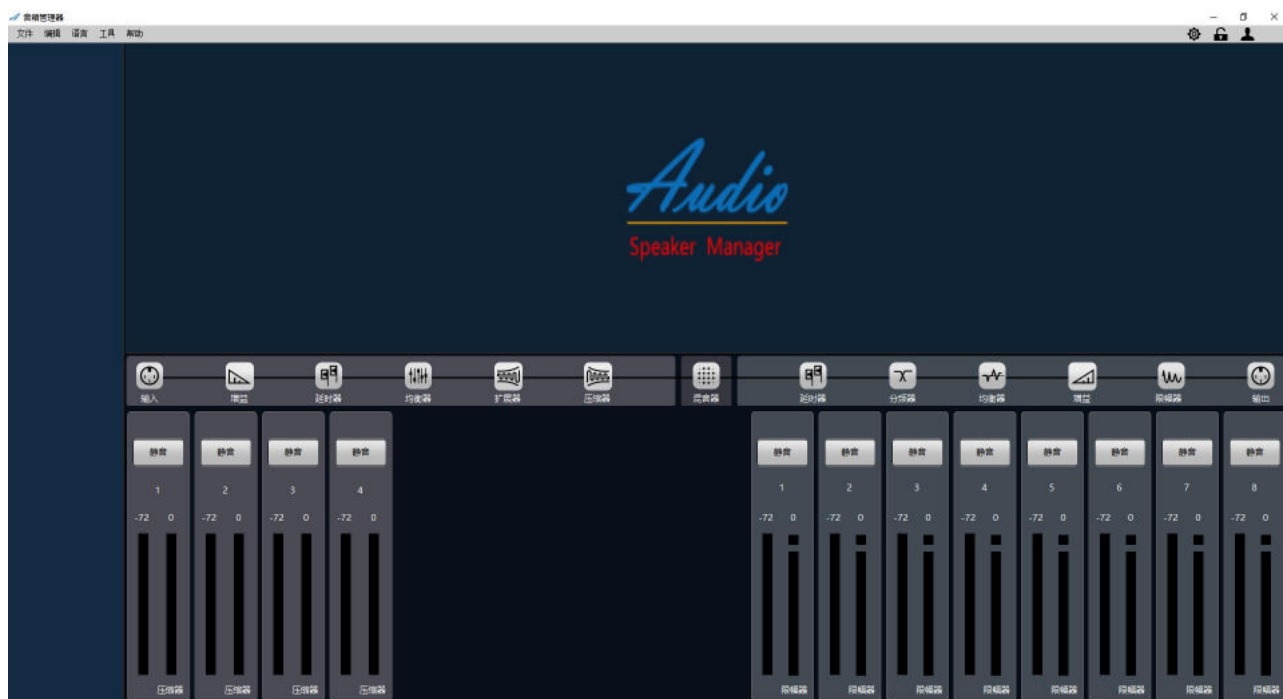 音箱管理器
文件 编辑 语言 工具 帮助
Audio
Speaker Manager
输入 增益 延时器 均衡器 扩展器 压缩器 混音器 延时器 分频器 均衡器 增益 限幅器 输出
静音 静音 静音 静音 静音 静音 静音 静音 静音 静音 静音 静音
1 2 3 4 1 2 3 4 5 6 7 8
-72 0 -72 0 -72 0 -72 0 -72 0 -72 0 -72 0 -72 0 -72 0 -72 0 -72 0 -72 0
压缩器 压缩器 压缩器 压缩器 限幅器 限幅器 限幅器 限幅器 限幅器 限幅器 限幅器 限幅器